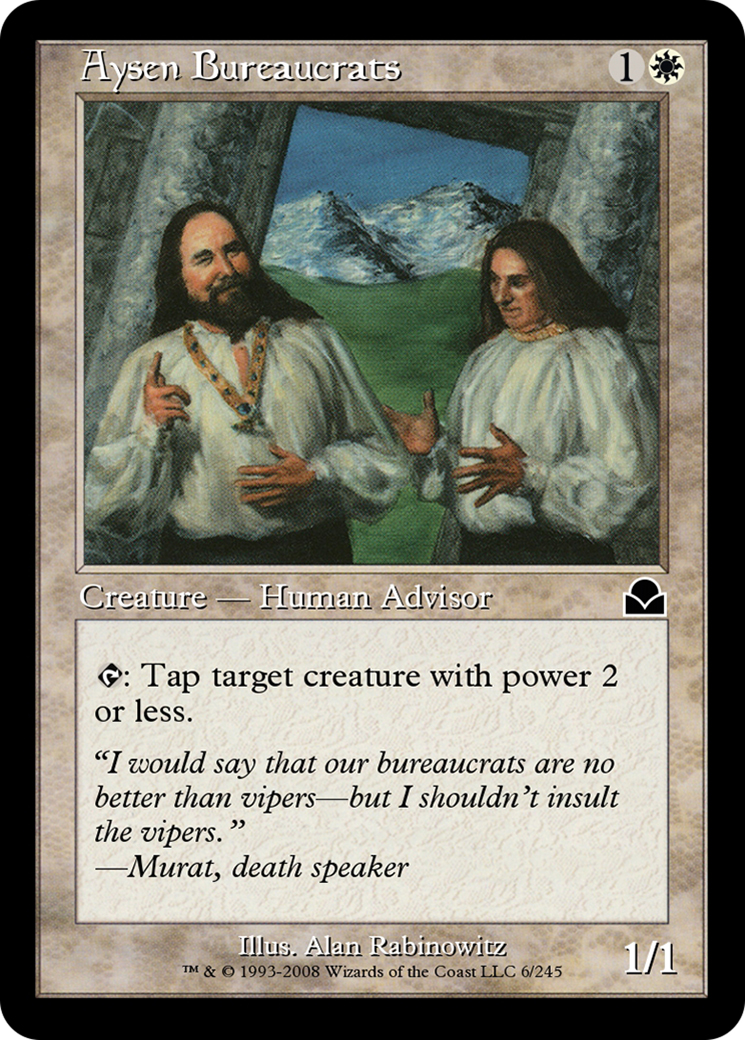 Aysen Bureaucrats 1
Creature — Human Advisor
: Tap target creature with power 2
or less.
“I would say that our bureaucrats are no
better than vipers—but I shouldn’t insult
the vipers.”
—Murat, death speaker
Illus. Alan Rabinowitz
™ & © 1993-2008 Wizards of the Coast LLC 6/245
1/1